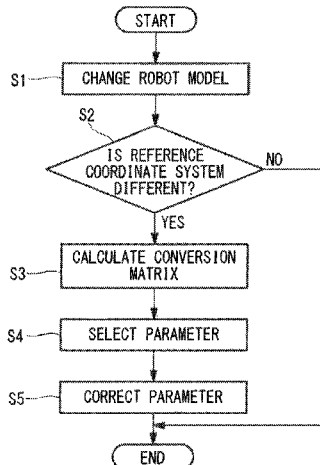 START
S1
CHANGE ROBOT MODEL
S2
IS REFERENCE
COORDINATE SYSTEM
DIFFERENT?
NO
YES
S3
CALCULATE CONVERSION
MATRIX
S4
SELECT PARAMETER
S5
CORRECT PARAMETER
END